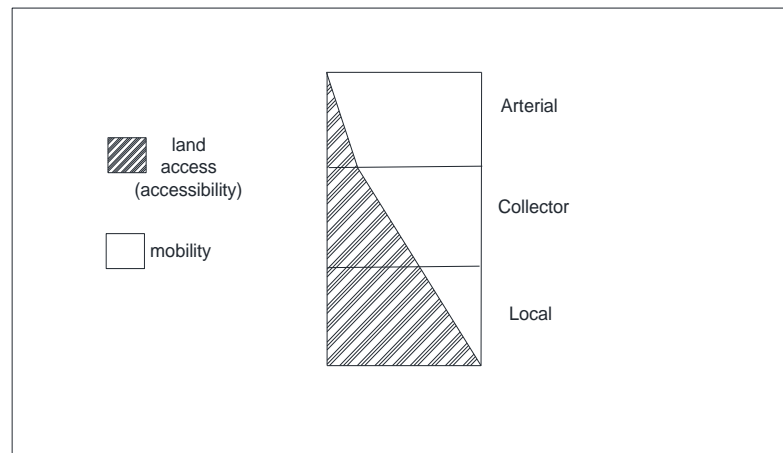 land
access
(accessibility)
mobility
Arterial
Collector
Local